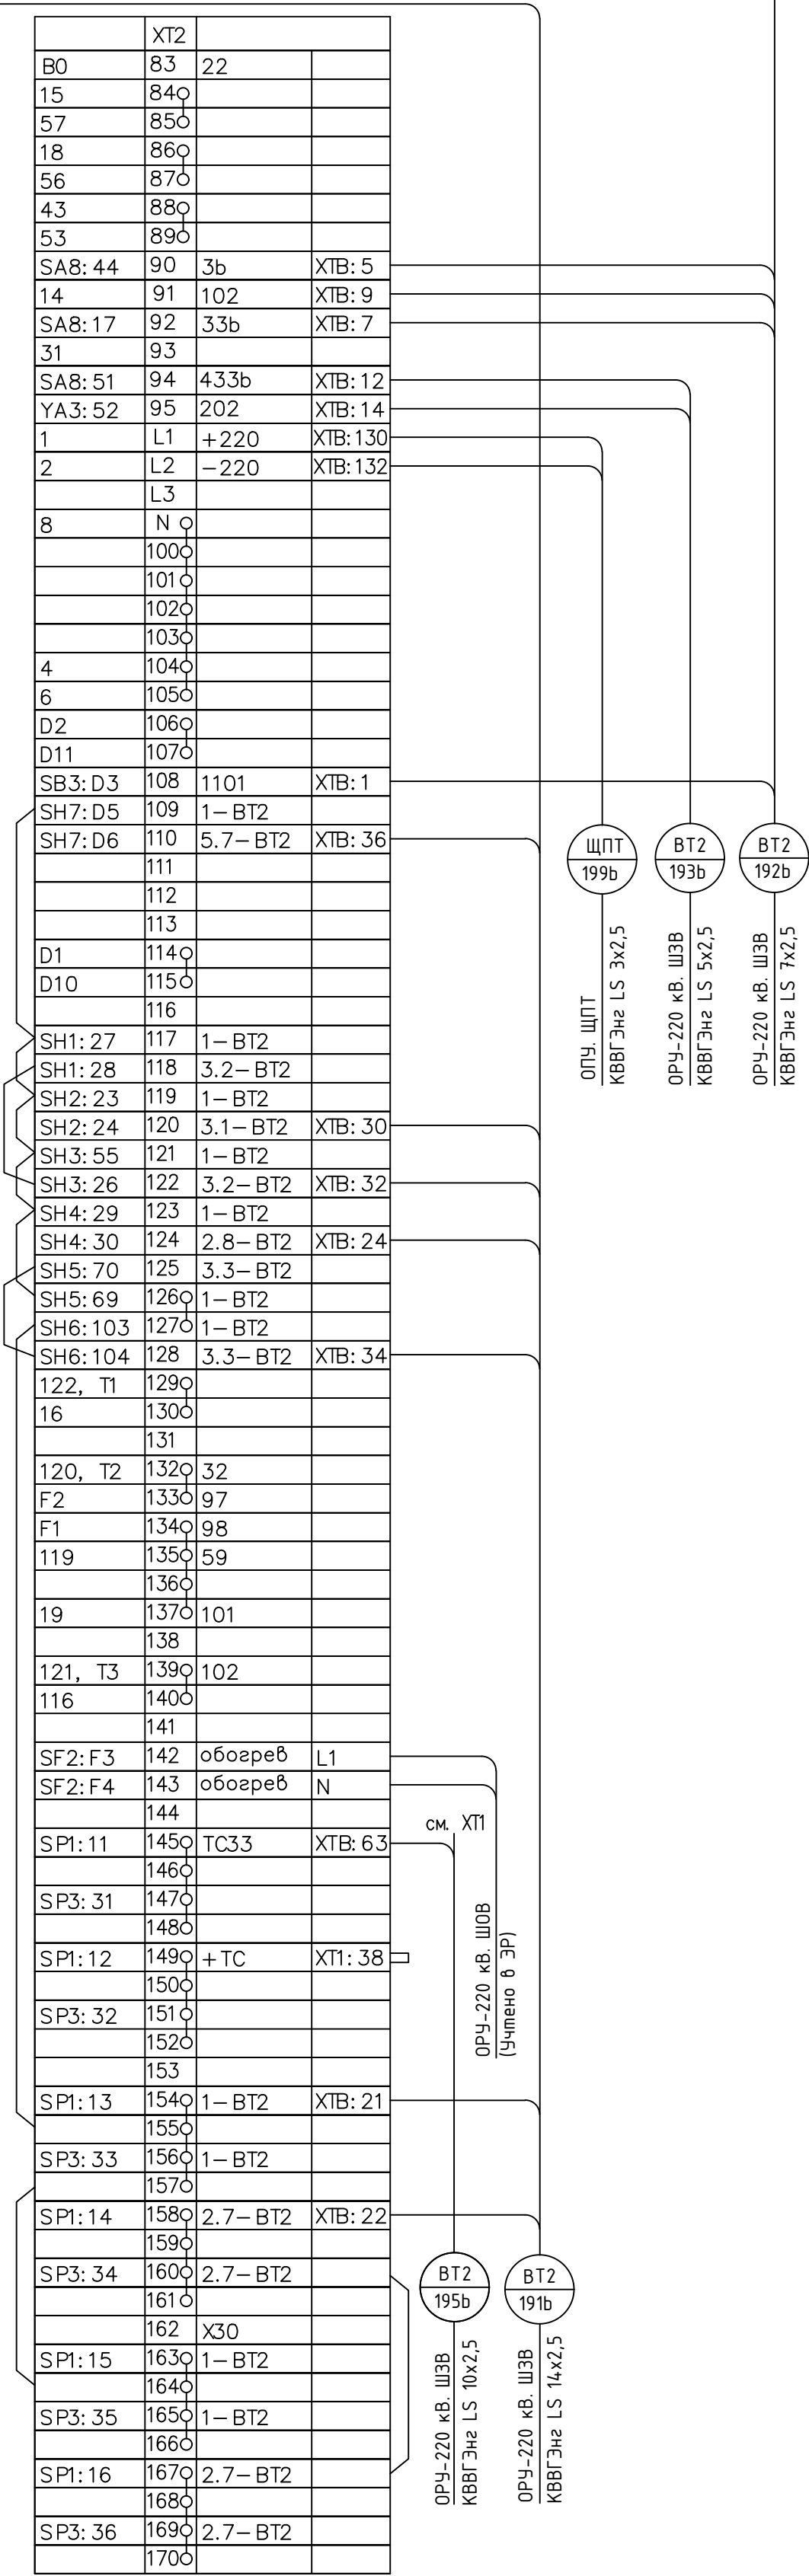 XT2
B0 83 22
15 84
57 85
18 86
56 87
43 88
53 89
SA8:44 90 3b XTB:5
14 91 102 XTB:9
SA8:17 92 33b XTB:7
31 93
SA8:51 94 433b XTB:12
YA3:52 95 202 XTB:14
1 L1 +220 XTB:130
2 L2 -220 XTB:132
L3
8 N
100
101
102
103
4 104
6 105
D2 106
D11 107
SB3:D3 108 1101 XTB:1
SH7:D5 109 1-BT2
SH7:D6 110 5.7-BT2 XTB:36
111
112
113
D1 114
D10 115
116
SH1:27 117 1-BT2
SH1:28 118 3.2-BT2
SH2:23 119 1-BT2
SH2:24 120 3.1-BT2 XTB:30
SH3:55 121 1-BT2
SH3:26 122 3.2-BT2 XTB:32
SH4:29 123 1-BT2
SH4:30 124 2.8-BT2 XTB:24
SH5:70 125 3.3-BT2
SH5:69 126 1-BT2
SH6:103 127 1-BT2
SH6:104 128 3.3-BT2 XTB:34
122, T1 129
16 130
131
120, T2 132 32
F2 133 97
F1 134 98
119 135 59
136
19 137 101
138
121, T3 139 102
116 140
141
SF2:F3 142 обогрев L1
SF2:F4 143 обогрев N
144
SP1:11 145 TC33 XTB:63
146
SP3:31 147
148
SP1:12 149 +TC XT1:38
150
SP3:32 151
152
153
SP1:13 154 1-BT2 XTB:21
155
SP3:33 156 1-BT2
157
SP1:14 158 2.7-BT2 XTB:22
159
SP3:34 160 2.7-BT2
161
162 X30
SP1:15 163 1-BT2
164
SP3:35 165 1-BT2
166
SP1:16 167 2.7-BT2
168
SP3:36 169 2.7-BT2
170
ЩПТ
199b
ОПУ. ЩПТ
КВВГЭнг LS 3x2,5
BT2
193b
ОРУ-220 кВ. ШЗВ
КВВГЭнг LS 5x2,5
BT2
192b
ОРУ-220 кВ. ШЗВ
КВВГЭнг LS 7x2,5
см. XT1
ОРУ-220 кВ. ШОВ
(Учтено в ЭР)
BT2
195b
ОРУ-220 кВ. ШЗВ
КВВГЭнг LS 10x2,5
BT2
191b
ОРУ-220 кВ. ШЗВ
КВВГЭнг LS 14x2,5